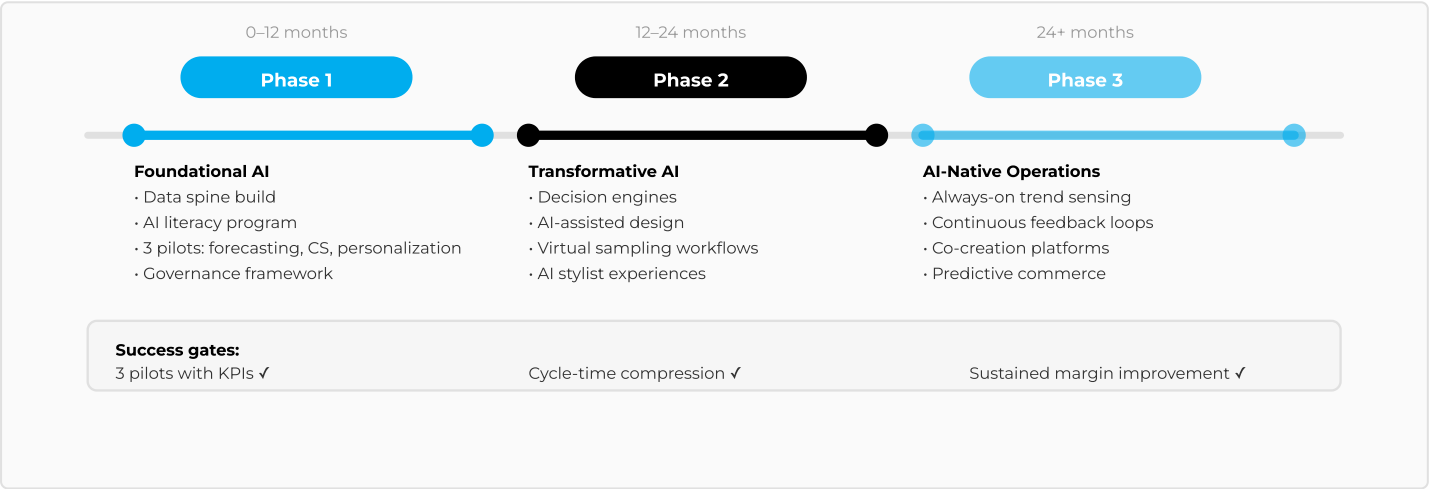 0–12 months
12–24 months
24+ months
Phase 1
Phase 2
Phase 3
Foundational AI
• Data spine build
• AI literacy program
• 3 pilots: forecasting, CS, personalization
• Governance framework
Transformative AI
• Decision engines
• AI-assisted design
• Virtual sampling workflows
• AI stylist experiences
AI-Native Operations
• Always-on trend sensing
• Continuous feedback loops
• Co-creation platforms
• Predictive commerce
Success gates:
3 pilots with KPIs ✓
Cycle-time compression ✓
Sustained margin improvement ✓